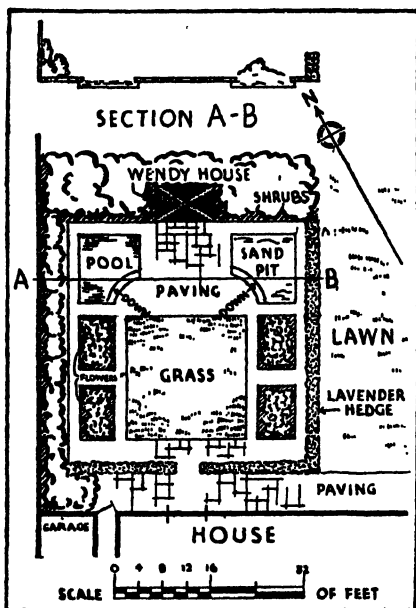 SECTION A-B
N
WENDY HOUSE
SHRUBS
POOL
SAND PIT
A
PAVING
B
LAWN
FLOWERS
GRASS
LAVENDER HEDGE
PAVING
GARAGE
HOUSE
0 4 8 12 16 32
SCALE OF FEET